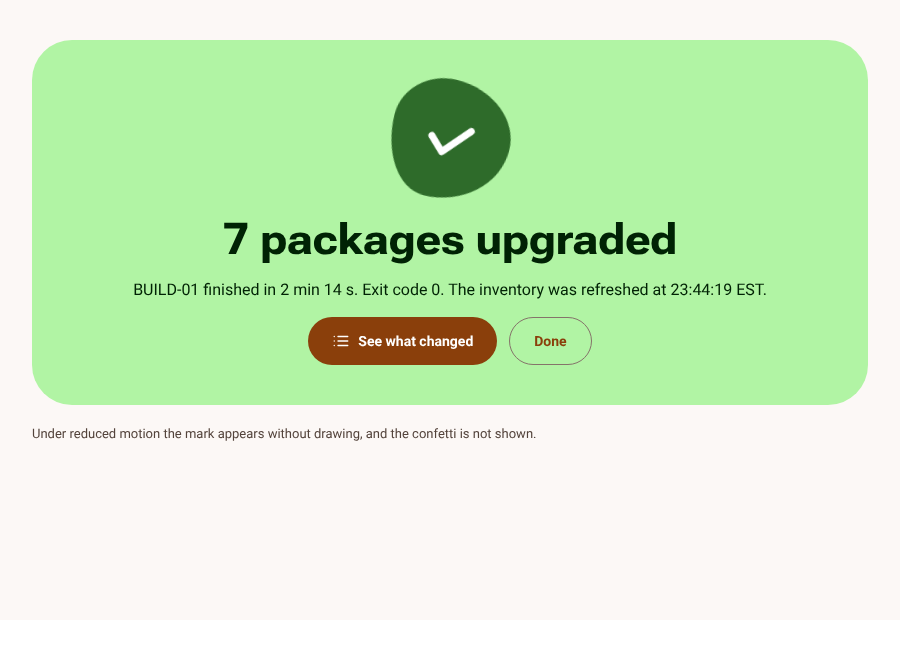 7 packages upgraded
BUILD-01 finished in 2 min 14 s. Exit code 0. The inventory was refreshed at 23:44:19 EST.
See what changed
Done
Under reduced motion the mark appears without drawing, and the confetti is not shown.